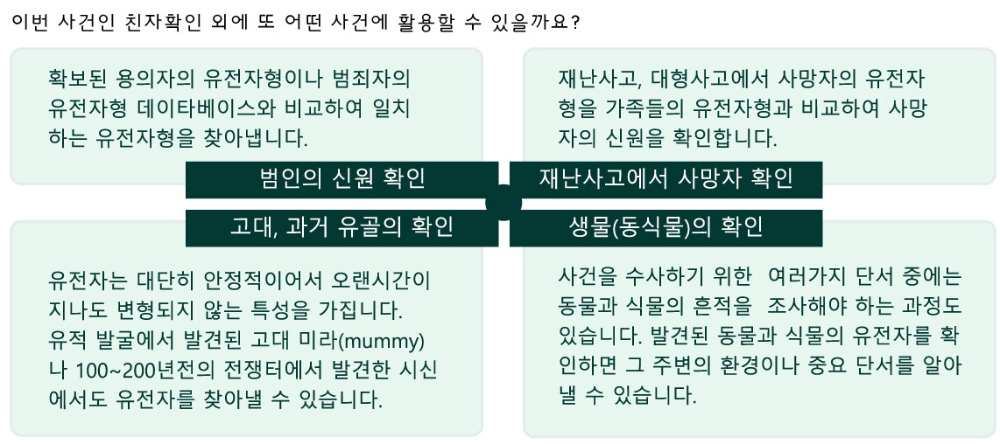 이번 사건인 친자확인 외에 또 어떤 사건에 활용할 수 있을까요?
확보된 용의자의 유전자형이나 범죄자의
유전자형 데이타베이스와 비교하여 일치
하는 유전자형을 찾아냅니다.
범인의 신원 확인
재난사고, 대형사고에서 사망자의 유전자
형을 가족들의 유전자형과 비교하여 사망
자의 신원을 확인합니다.
재난사고에서 사망자 확인
고대, 과거 유골의 확인
유전자는 대단히 안정적이어서 오랜시간이
지나도 변형되지 않는 특성을 가집니다.
유적 발굴에서 발견된 고대 미라(mummy)
나 100~200년전의 전쟁터에서 발견한 시신
에서도 유전자를 찾아낼 수 있습니다.
생물(동식물)의 확인
사건을 수사하기 위한 여러가지 단서 중에는
동물과 식물의 흔적을 조사해야 하는 과정도
있습니다. 발견된 동물과 식물의 유전자를 확
인하면 그 주변의 환경이나 중요 단서를 알아
낼 수 있습니다.